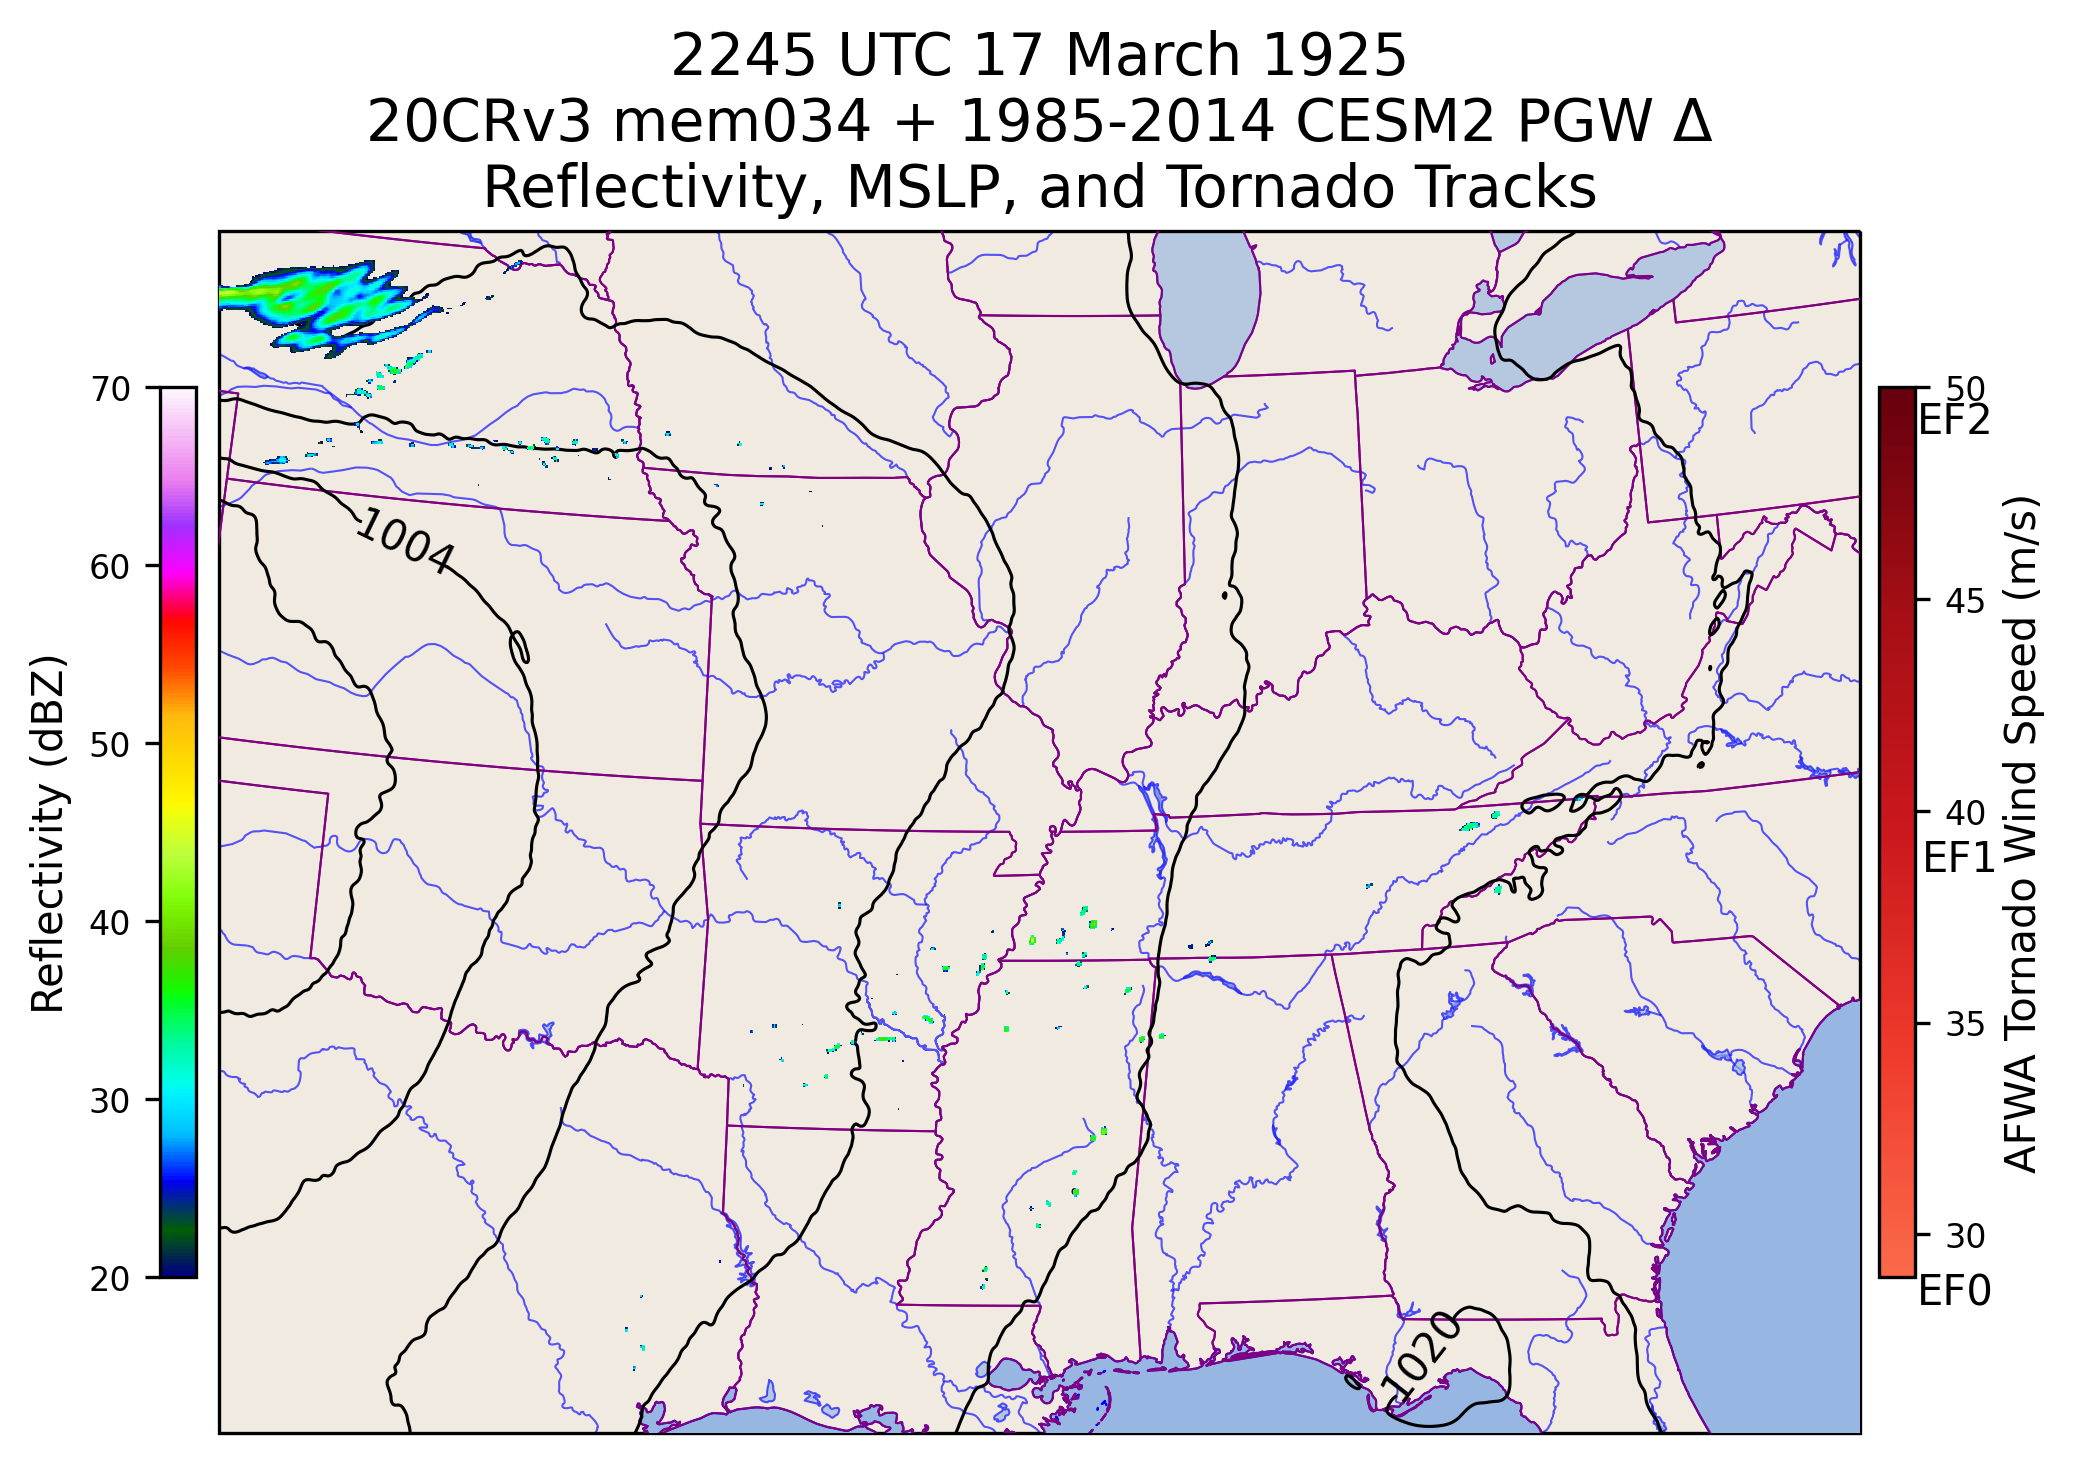 2245 UTC 17 March 1925
20CRv3 mem034 + 1985-2014 CESM2 PGW Δ
Reflectivity, MSLP, and Tornado Tracks
70
60
50
40
30
20
Reflectivity (dBZ)
1004
1020
50
EF2
45
40
EF1
35
30
EF0
AFWA Tornado Wind Speed (m/s)